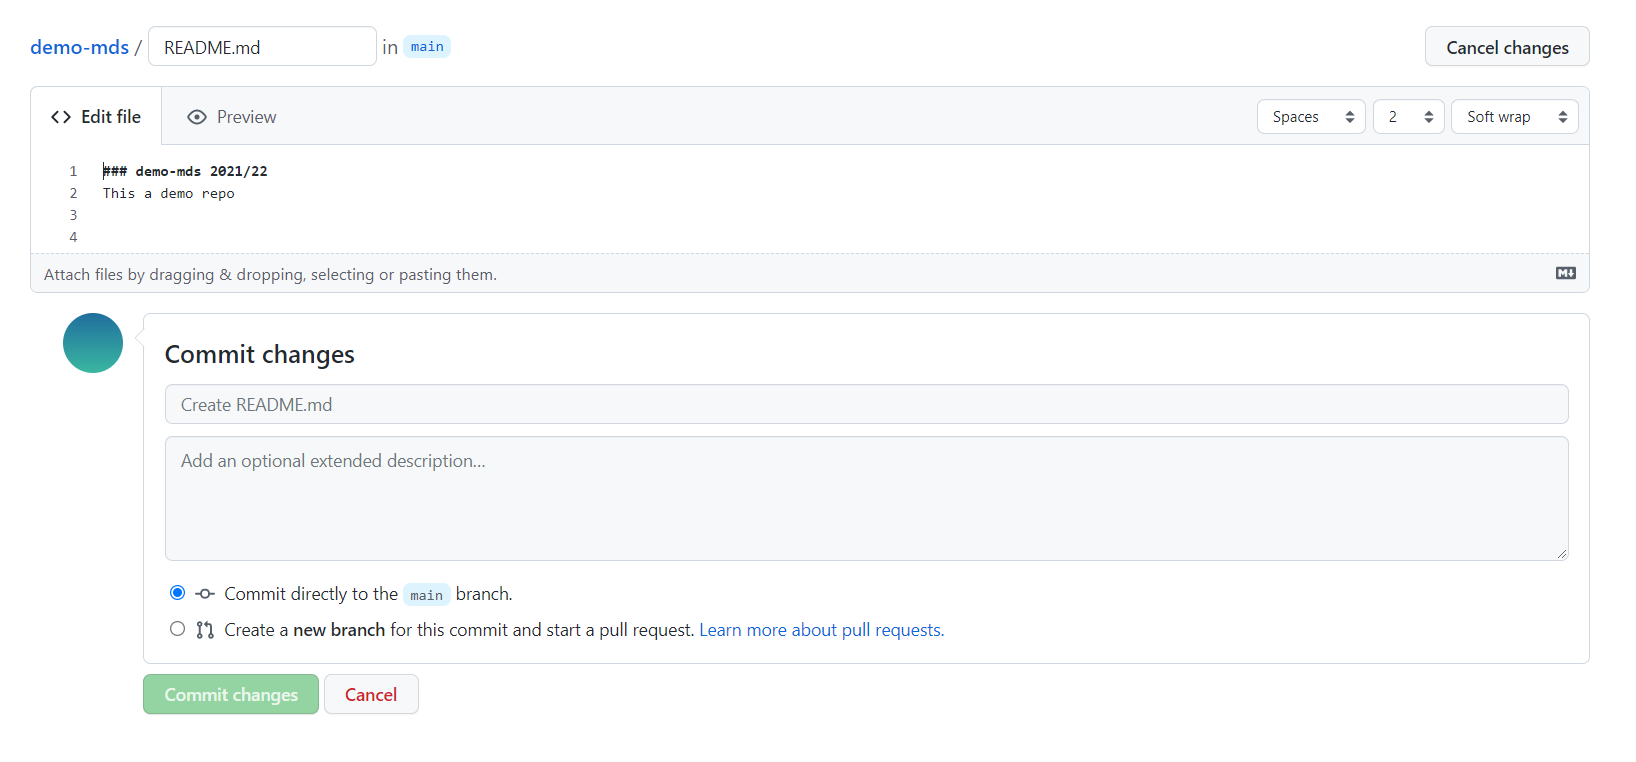 demo-mds / README.md in main Cancel changes
Edit file Preview Spaces 2 Soft wrap
1 ### demo-mds 2021/22
2 This a demo repo
3
4
Attach files by dragging & dropping, selecting or pasting them. M↓
Commit changes
Create README.md
Add an optional extended description...
Commit directly to the main branch.
Create a new branch for this commit and start a pull request. Learn more about pull requests.
Commit changes Cancel